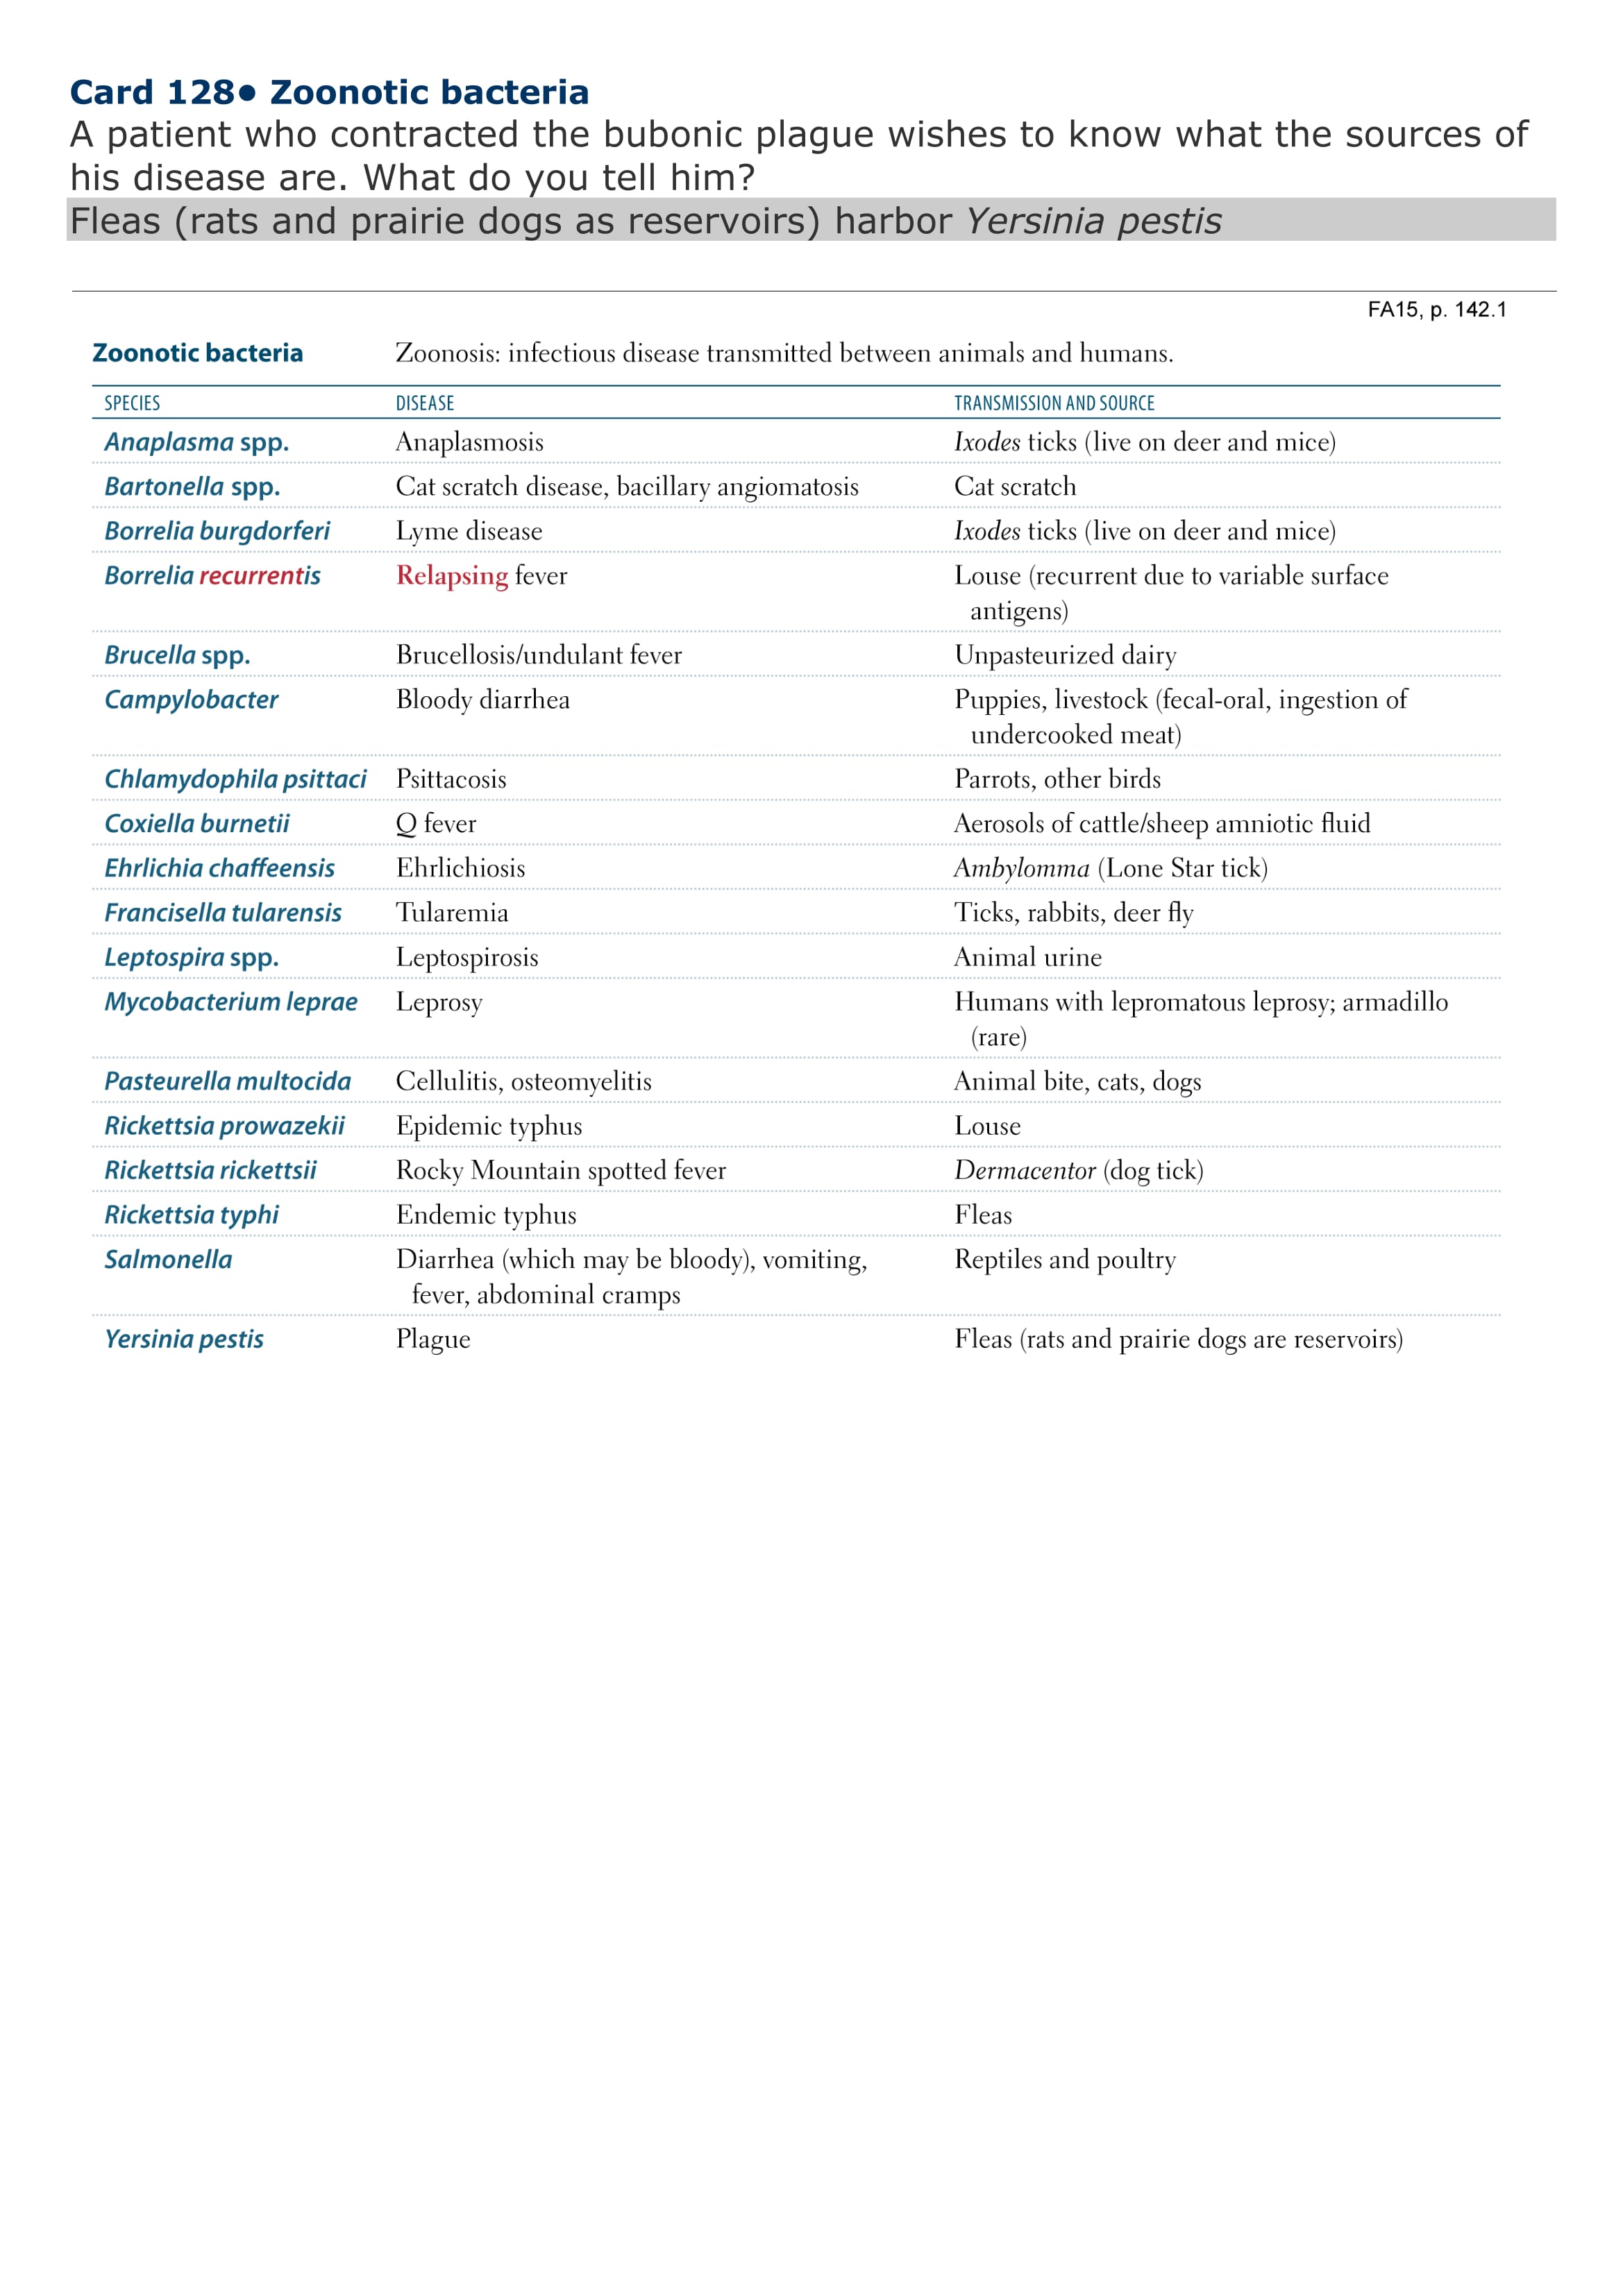 Card 128• Zoonotic bacteria
A patient who contracted the bubonic plague wishes to know what the sources of
his disease are. What do you tell him?
Fleas (rats and prairie dogs as reservoirs) harbor Yersinia pestis
FA15, p. 142.1
Zoonotic bacteria Zoonosis: infectious disease transmitted between animals and humans.
SPECIES DISEASE TRANSMISSION AND SOURCE
Anaplasma spp. Anaplasmosis Ixodes ticks (live on deer and mice)
Bartonella spp. Cat scratch disease, bacillary angiomatosis Cat scratch
Borrelia burgdorferi Lyme disease Ixodes ticks (live on deer and mice)
Borrelia recurrentis Relapsing fever Louse (recurrent due to variable surface
antigens)
Brucella spp. Brucellosis/undulant fever Unpasteurized dairy
Campylobacter Bloody diarrhea Puppies, livestock (fecal-oral, ingestion of
undercooked meat)
Chlamydophila psittaci Psittacosis Parrots, other birds
Coxiella burnetii Q fever Aerosols of cattle/sheep amniotic fluid
Ehrlichia chaffeensis Ehrlichiosis Ambylomma (Lone Star tick)
Francisella tularensis Tularemia Ticks, rabbits, deer fly
Leptospira spp. Leptospirosis Animal urine
Mycobacterium leprae Leprosy Humans with lepromatous leprosy; armadillo
(rare)
Pasteurella multocida Cellulitis, osteomyelitis Animal bite, cats, dogs
Rickettsia prowazekii Epidemic typhus Louse
Rickettsia rickettsii Rocky Mountain spotted fever Dermacentor (dog tick)
Rickettsia typhi Endemic typhus Fleas
Salmonella Diarrhea (which may be bloody), vomiting, Reptiles and poultry
fever, abdominal cramps
Yersinia pestis Plague Fleas (rats and prairie dogs are reservoirs)